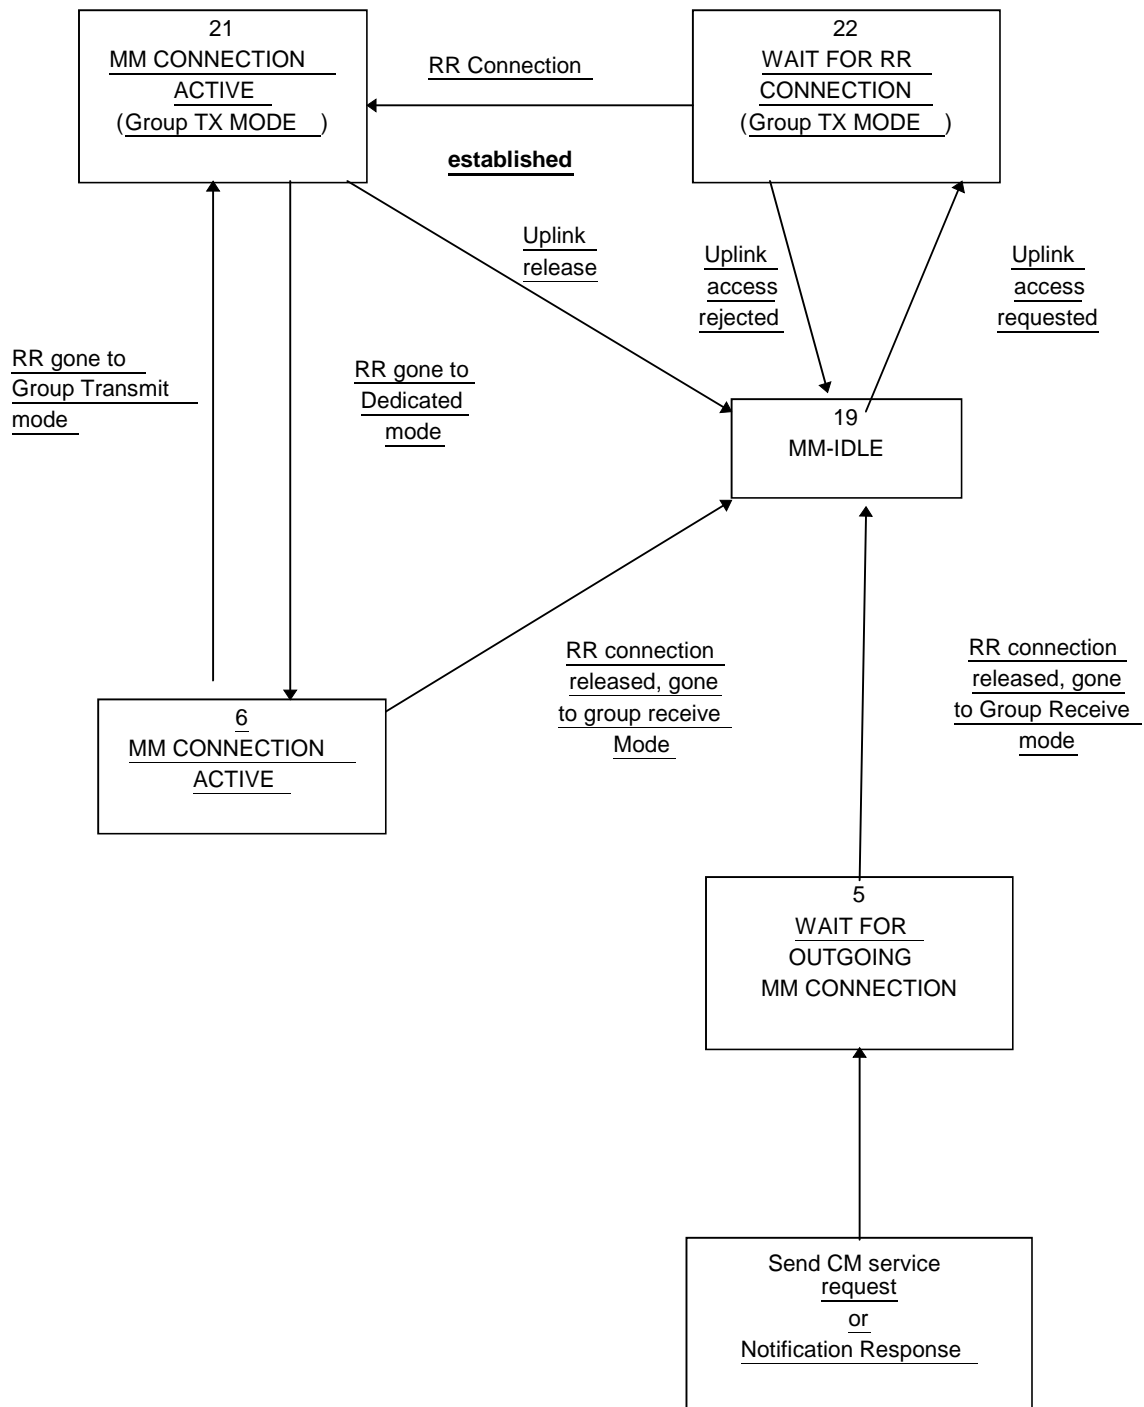 21
MM CONNECTION
ACTIVE
(Group TX MODE )
RR Connection
established
22
WAIT FOR RR
CONNECTION
(Group TX MODE )
Uplink
release
Uplink
access
rejected
Uplink
access
requested
RR gone to
Group Transmit
mode
RR gone to
Dedicated
mode
19
MM-IDLE
RR connection
released, gone
to group receive
Mode
RR connection
released, gone
to Group Receive
mode
6
MM CONNECTION
ACTIVE
5
WAIT FOR
OUTGOING
MM CONNECTION
Send CM service
request
or
Notification Response